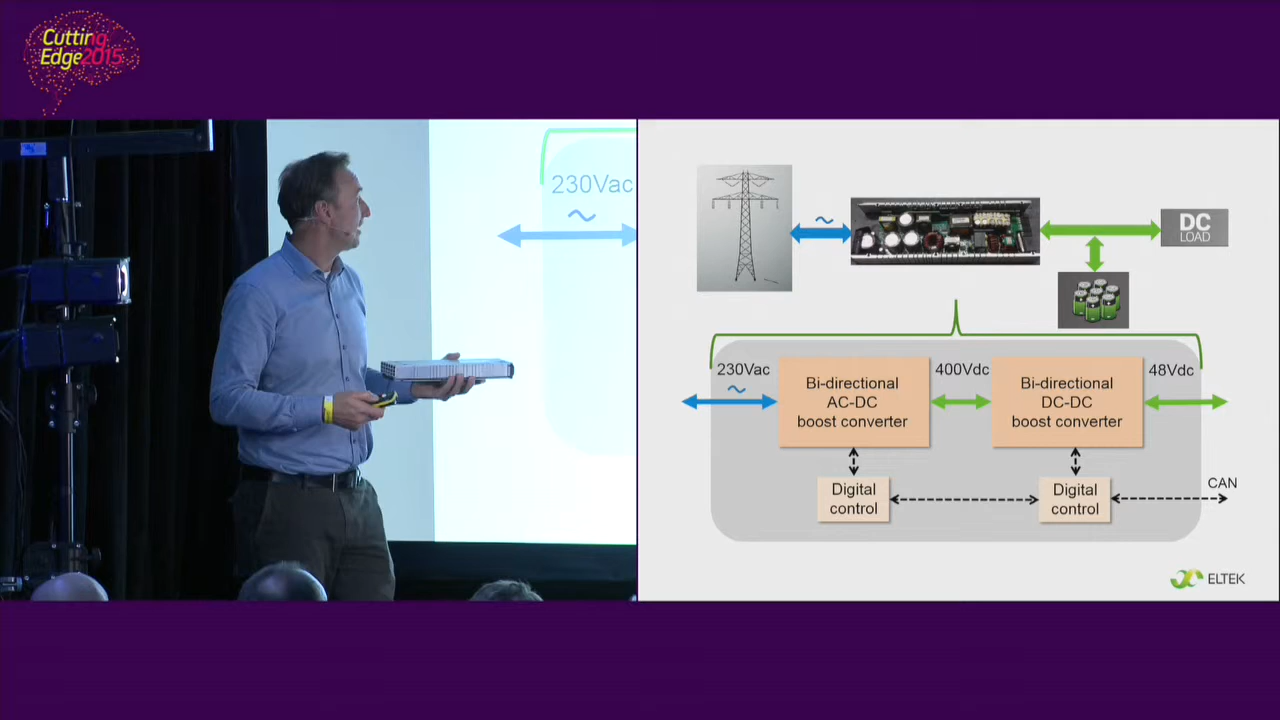 Cutting
Edge2015
230Vac
~
~
DC
LOAD
230Vac
~
400Vdc
48Vdc
Bi-directional
AC-DC
boost converter
Bi-directional
DC-DC
boost converter
Digital
control
Digital
control
CAN
ELTEK